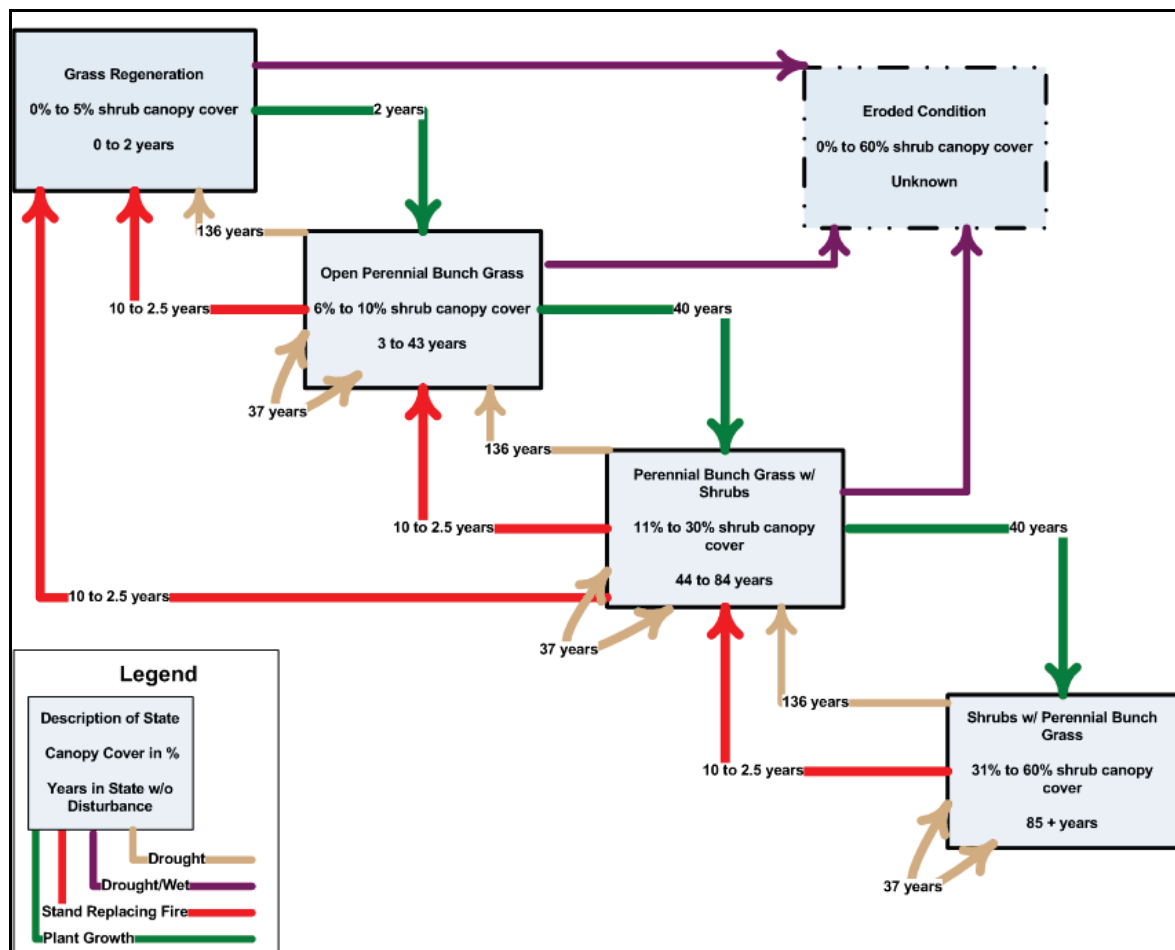 Grass Regeneration
0% to 5% shrub canopy cover
0 to 2 years
2 years
Eroded Condition
0% to 60% shrub canopy cover
Unknown
136 years
Open Perennial Bunch Grass
6% to 10% shrub canopy cover
3 to 43 years
10 to 2.5 years
40 years
37 years
136 years
Perennial Bunch Grass w/
Shrubs
11% to 30% shrub canopy
cover
44 to 84 years
10 to 2.5 years
40 years
10 to 2.5 years
37 years
136 years
Shrubs w/ Perennial Bunch
Grass
31% to 60% shrub canopy
cover
85 + years
10 to 2.5 years
37 years
Legend
Description of State
Canopy Cover in %
Years in State w/o
Disturbance
Drought
Drought/Wet
Stand Replacing Fire
Plant Growth